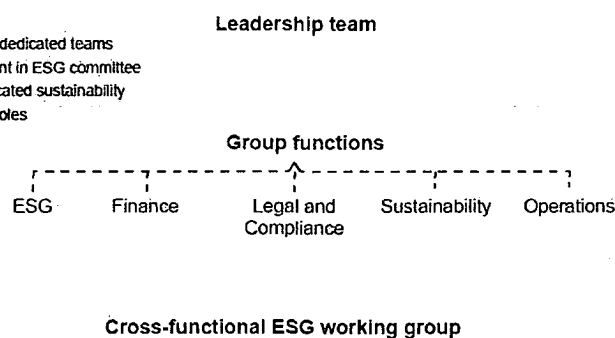 Leadership team
dedicated teams
in ESG committee
sustainability
Group functions
ESG Finance Legal and Sustainability Operations
Compliance
Cross-functional ESG working group